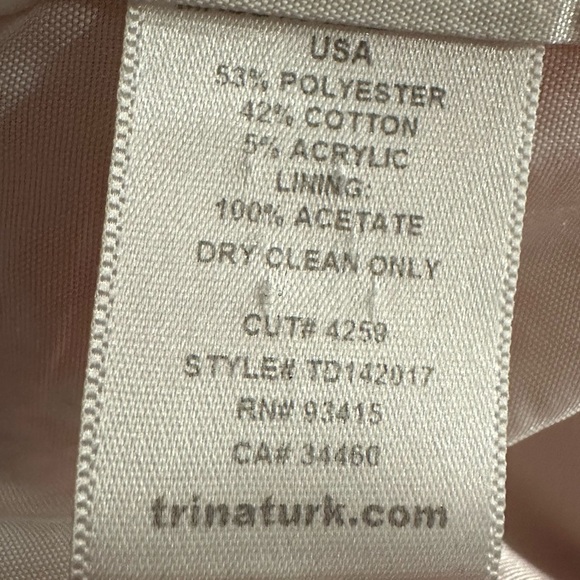 USA
53% POLYESTER
42% COTTON
5% ACRYLIC
LINING:
100% ACETATE
DRY CLEAN ONLY
CUT# 4259
STYLE# TD142017
RN# 93415
CA# 34460
trinaturk.com